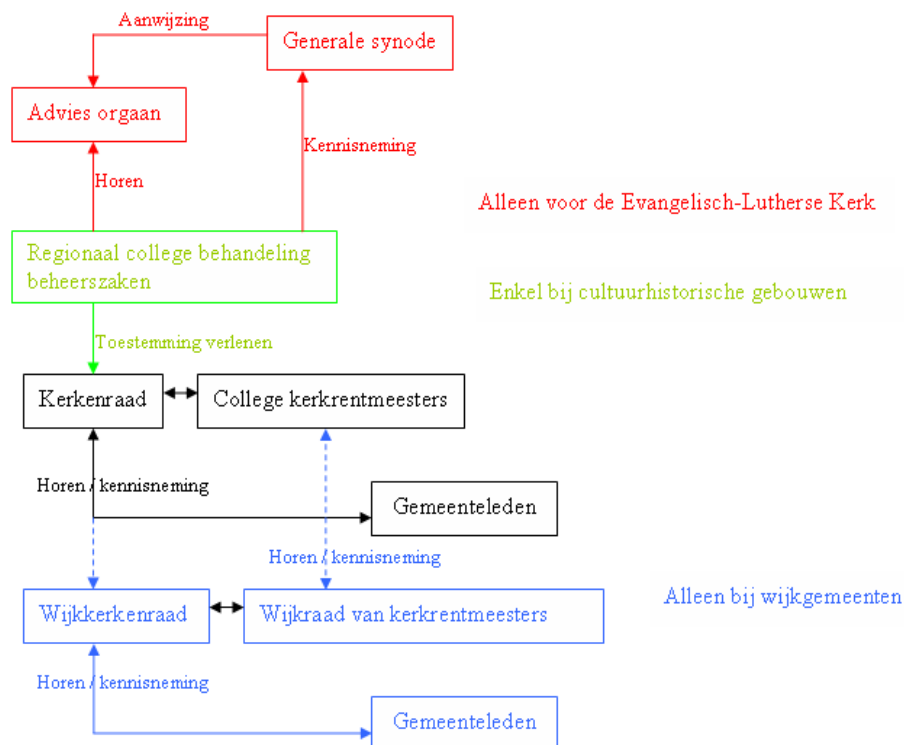 Aanwijzing
Generale synode
Advies orgaan
Kennisneming
Horen
Alleen voor de Evangelisch-Lutherse Kerk
Regionaal college behandeling
beheerszaken
Enkel bij cultuurhistorische gebouwen
Toestemming verlenen
Kerkenraad
College kerkrentmeesters
Horen / kennisneming
Gemeenteleden
Horen / kennisneming
Wijkkerkenraad
Wijkraad van kerkrentmeesters
Alleen bij wijkgemeenten
Horen / kennisneming
Gemeenteleden